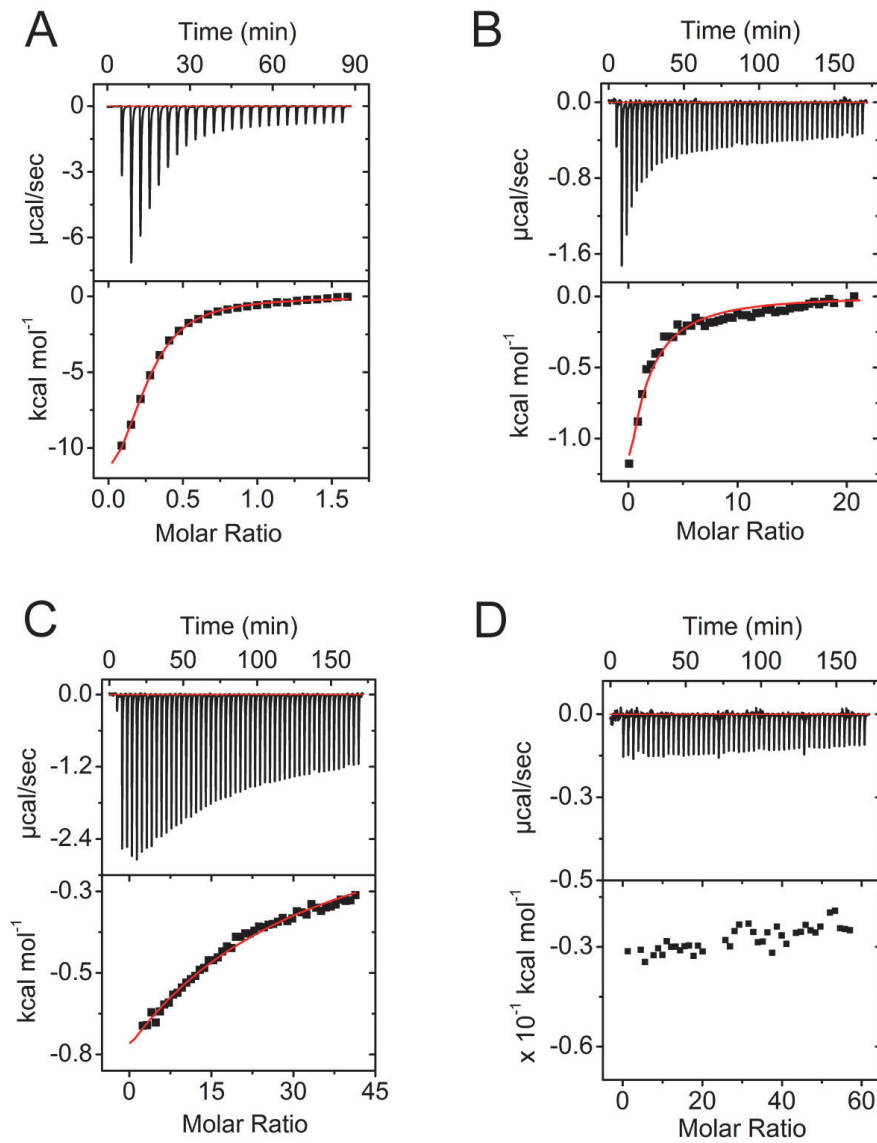 A
Time (min)
0 30 60 90
0
-3
-6
µcal/sec
0
-5
-10
kcal mol⁻¹
0.0 0.5 1.0 1.5
Molar Ratio
B
Time (min)
0 50 100 150
0.0
-0.8
-1.6
µcal/sec
0.0
-0.5
-1.0
kcal mol⁻¹
0 10 20
Molar Ratio
C
Time (min)
0 50 100 150
0.0
-1.2
-2.4
µcal/sec
-0.3
-0.5
-0.8
kcal mol⁻¹
0 15 30 45
Molar Ratio
D
Time (min)
0 50 100 150
0.0
-0.3
-0.5
µcal/sec
-0.3
-0.6
x 10⁻¹ kcal mol⁻¹
0 20 40 60
Molar Ratio